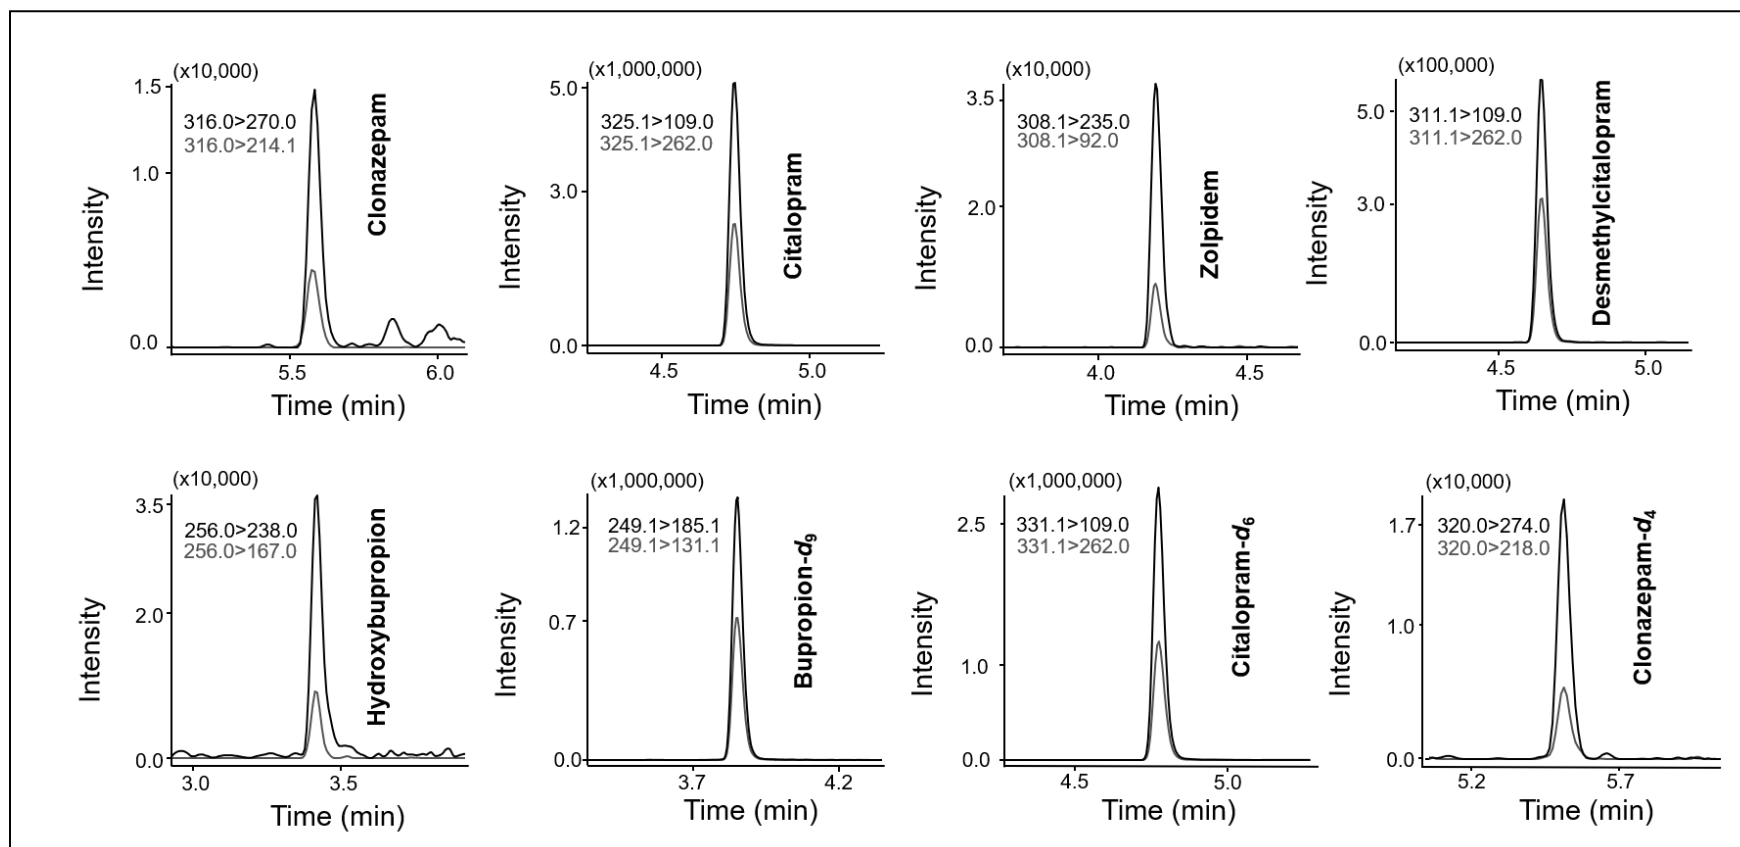 (x10,000)
1.5
1.0
0.0
316.0>270.0
316.0>214.1
Clonazepam
Intensity
5.5
6.0
Time (min)
(x1,000,000)
5.0
3.0
0.0
325.1>109.0
325.1>262.0
Citalopram
Intensity
4.5
5.0
Time (min)
(x10,000)
3.5
2.0
0.0
308.1>235.0
308.1>92.0
Zolpidem
Intensity
4.0
4.5
Time (min)
(x100,000)
5.0
3.0
0.0
311.1>109.0
311.1>262.0
Desmethylcitalopram
Intensity
4.5
5.0
Time (min)
(x10,000)
3.5
2.0
0.0
256.0>238.0
256.0>167.0
Hydroxybupropion
Intensity
3.0
3.5
Time (min)
(x1,000,000)
1.2
0.7
0.0
249.1>185.1
249.1>131.1
Bupropion-d9
Intensity
3.7
4.2
Time (min)
(x1,000,000)
2.5
1.0
0.0
331.1>109.0
331.1>262.0
Citalopram-d6
Intensity
4.5
5.0
Time (min)
(x10,000)
1.7
1.0
0.0
320.0>274.0
320.0>218.0
Clonazepam-d4
Intensity
5.2
5.7
Time (min)